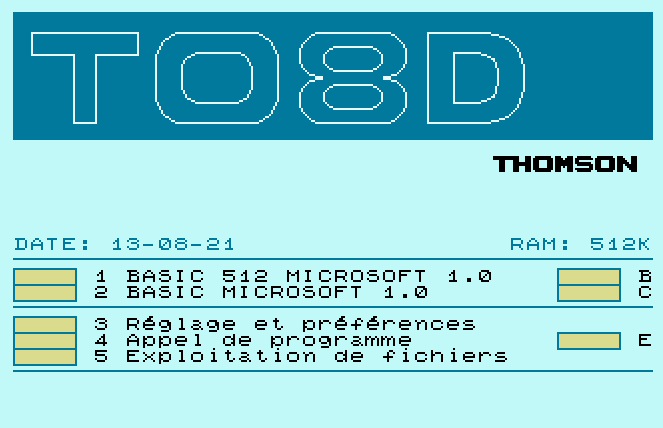 TO8D
THOMSON
DATE: 13-08-21 RAM: 512K
1 BASIC 512 MICROSOFT 1.0 B
2 BASIC MICROSOFT 1.0 C
3 Réglage et préférences
4 Appel de programme E
5 Exploitation de fichiers